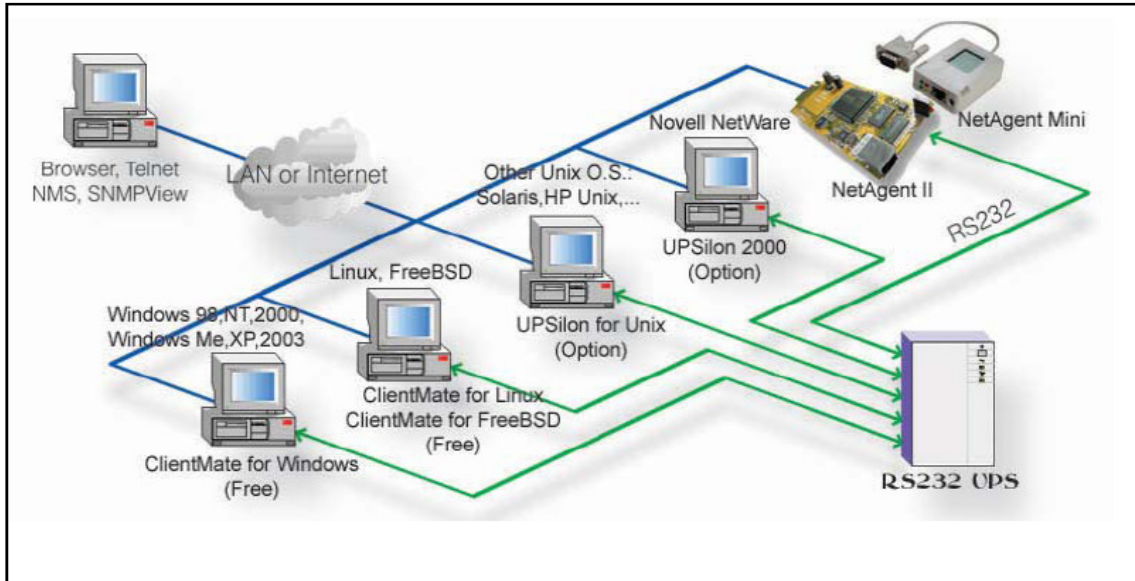 NetAgent Mini
Novell NetWare
NetAgent II
Browser, Telnet
NMS, SNMPView
LAN or Internet
Other Unix O.S.:
Solaris,HP Unix,...
RS232
UPSilon 2000
(Option)
Linux, FreeBSD
Windows 98,NT,2000,
Windows Me,XP,2003
UPSilon for Unix
(Option)
ClientMate for Linux
ClientMate for FreeBSD
(Free)
ClientMate for Windows
(Free)
RS232 UPS